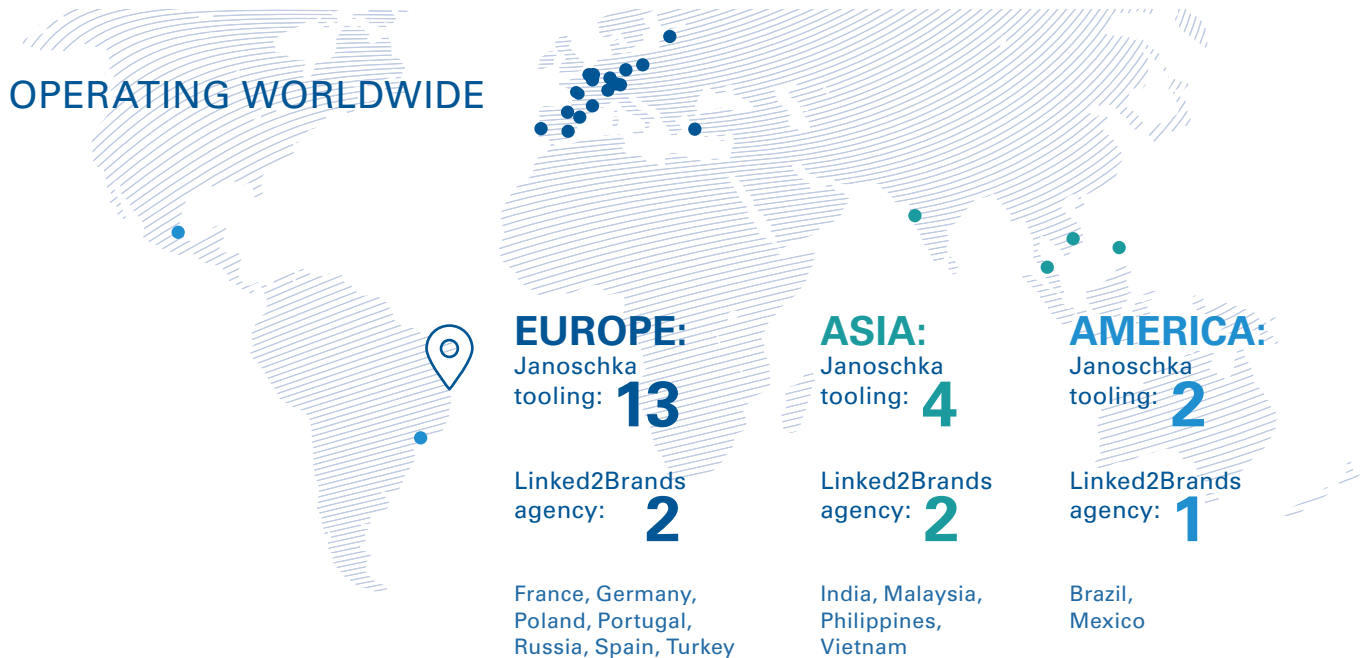 OPERATING WORLDWIDE
EUROPE:
Janoschka
tooling: 13
Linked2Brands
agency: 2
France, Germany,
Poland, Portugal,
Russia, Spain, Turkey
ASIA:
Janoschka
tooling: 4
Linked2Brands
agency: 2
India, Malaysia,
Philippines,
Vietnam
AMERICA:
Janoschka
tooling: 2
Linked2Brands
agency: 1
Brazil,
Mexico